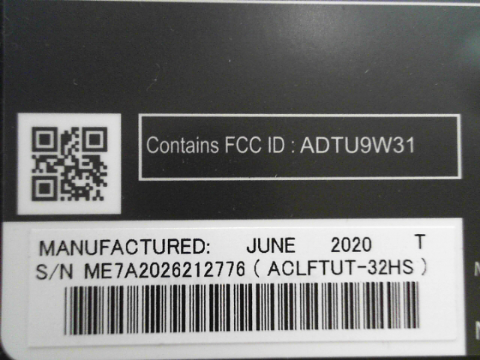 Contains FCC ID : ADTU9W31
MANUFACTURED: JUNE 2020 T
S/N ME7A2026212776 ( ACLFTUT-32HS )